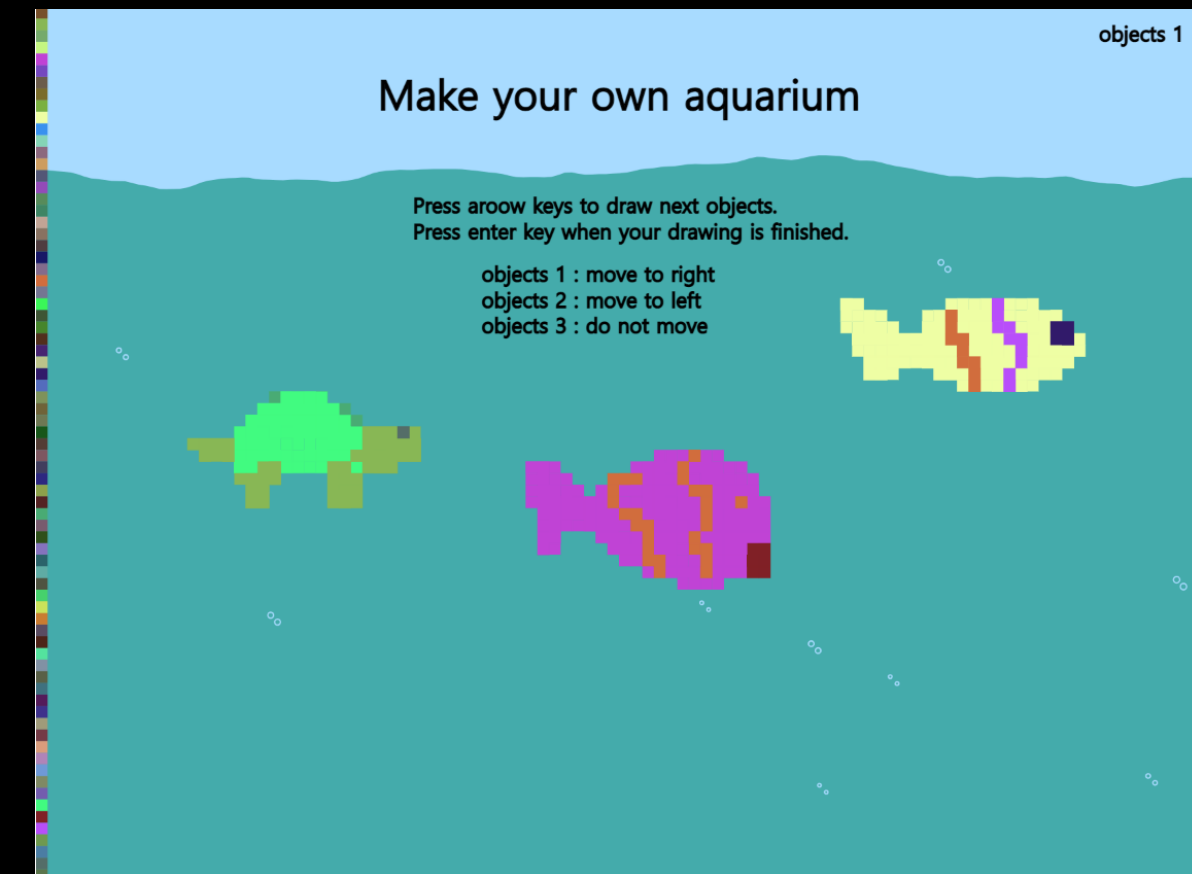 objects 1
Make your own aquarium
Press aroow keys to draw next objects.
Press enter key when your drawing is finished.
objects 1 : move to right
objects 2 : move to left
objects 3 : do not move